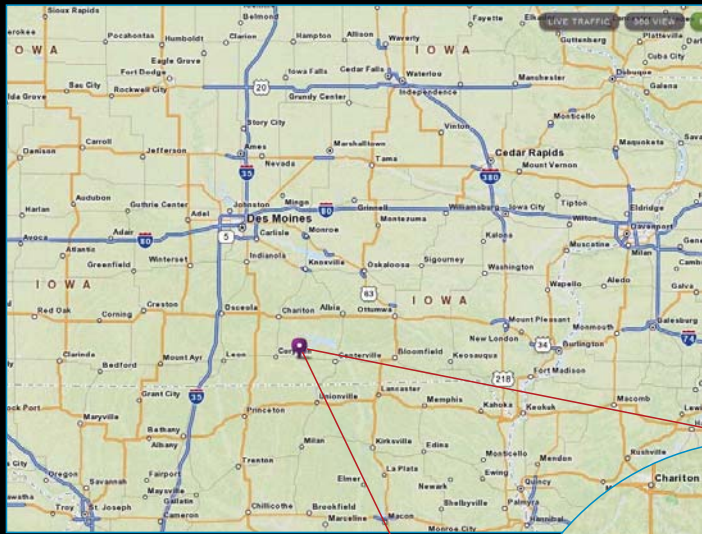 Sioux Rapids
Belmond
Hampton
Allison
Waverly
Fayette
LIVE TRAFFIC
360 VIEW
Platteville
Pocahontas
Humboldt
Clarion
IOWA
IOWA
Guttenberg
Cuba City
Eagle Grove
Fort Dodge
Iowa Falls
Cedar Falls
Waterloo
Dubuque
Sac City
Rockwell City
20
Independence
Manchester
Galena
Grundy Center
Story City
Vinton
Monticello
Carroll
Jefferson
Ames
Nevada
Marshalltown
Tama
Cedar Rapids
Maquoketa
Denison
35
Mount Vernon
380
Audubon
Harlan
Guthrie Center
Adel
Johnston
Mingo
80
Grinnell
Williamsburg
Iowa City
Tipton
Eldridge
Des Moines
Montezuma
Wilton
Davenport
Avoca
Adair
80
5
Carlisle
Monroe
Kalona
Muscatine
Milan
Atlantic
Greenfield
Winterset
Indianola
Knoxville
Oskaloosa
Sigourney
Washington
Aledo
IOWA
63
IOWA
Wapello
Galva
Red Oak
Corning
Creston
Osceola
Chariton
Albia
Ottumwa
Mount Pleasant
Monmouth
Galesburg
New London
34
Burlington
74
Clarinda
Bedford
Mount Ayr
Leon
Centerville
Bloomfield
Keosauqua
Fort Madison
218
Grant City
35
Unionville
Lancaster
Memphis
Kahoka
Keokuk
Macomb
Maryville
Princeton
Bethany
Albany
Milan
Kirksville
Edina
Rushville
Trenton
La Plata
Monticello
Mendon
Chariton
Oregon
Savannah
Fairport
Maysville
Gallatin
Elmer
Newark
Ewing
Quincy
Troy
St. Joseph
Cameron
Chillicothe
Brookfield
Marceline
Macon
Shelbyville
Palmyra
Monroe City
Hannibal